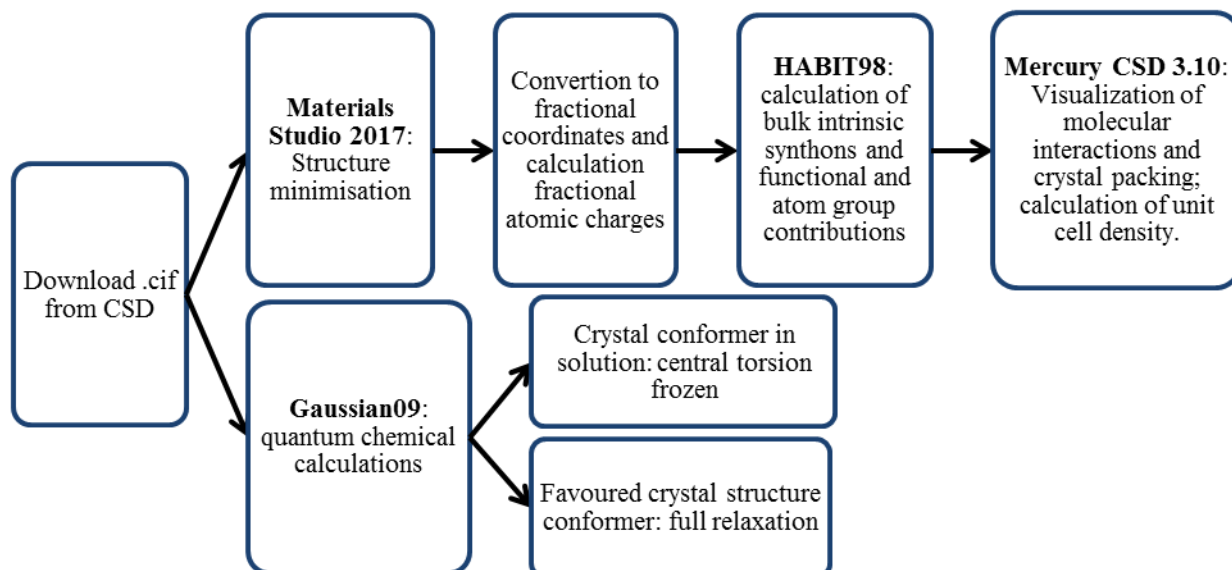 Download .cif
from CSD
Materials
Studio 2017:
Structure
minimisation
Convertion to
fractional
coordinates and
calculation
fractional
atomic charges
HABIT98:
calculation of
bulk intrinsic
synthons and
functional and
atom group
contributions
Mercury CSD 3.10:
Visualization of
molecular
interactions and
crystal packing;
calculation of unit
cell density.
Gaussian09:
quantum chemical
calculations
Crystal conformer in
solution: central torsion
frozen
Favoured crystal structure
conformer: full relaxation